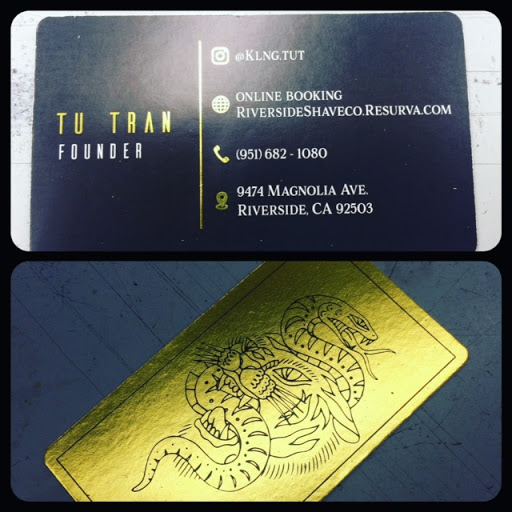 TU TRAN
FOUNDER
@KLNG.TUT
ONLINE BOOKING
RIVERSIDESHAVECO.RESURVA.COM
(951) 682 - 1080
9474 MAGNOLIA AVE.
RIVERSIDE, CA 92503